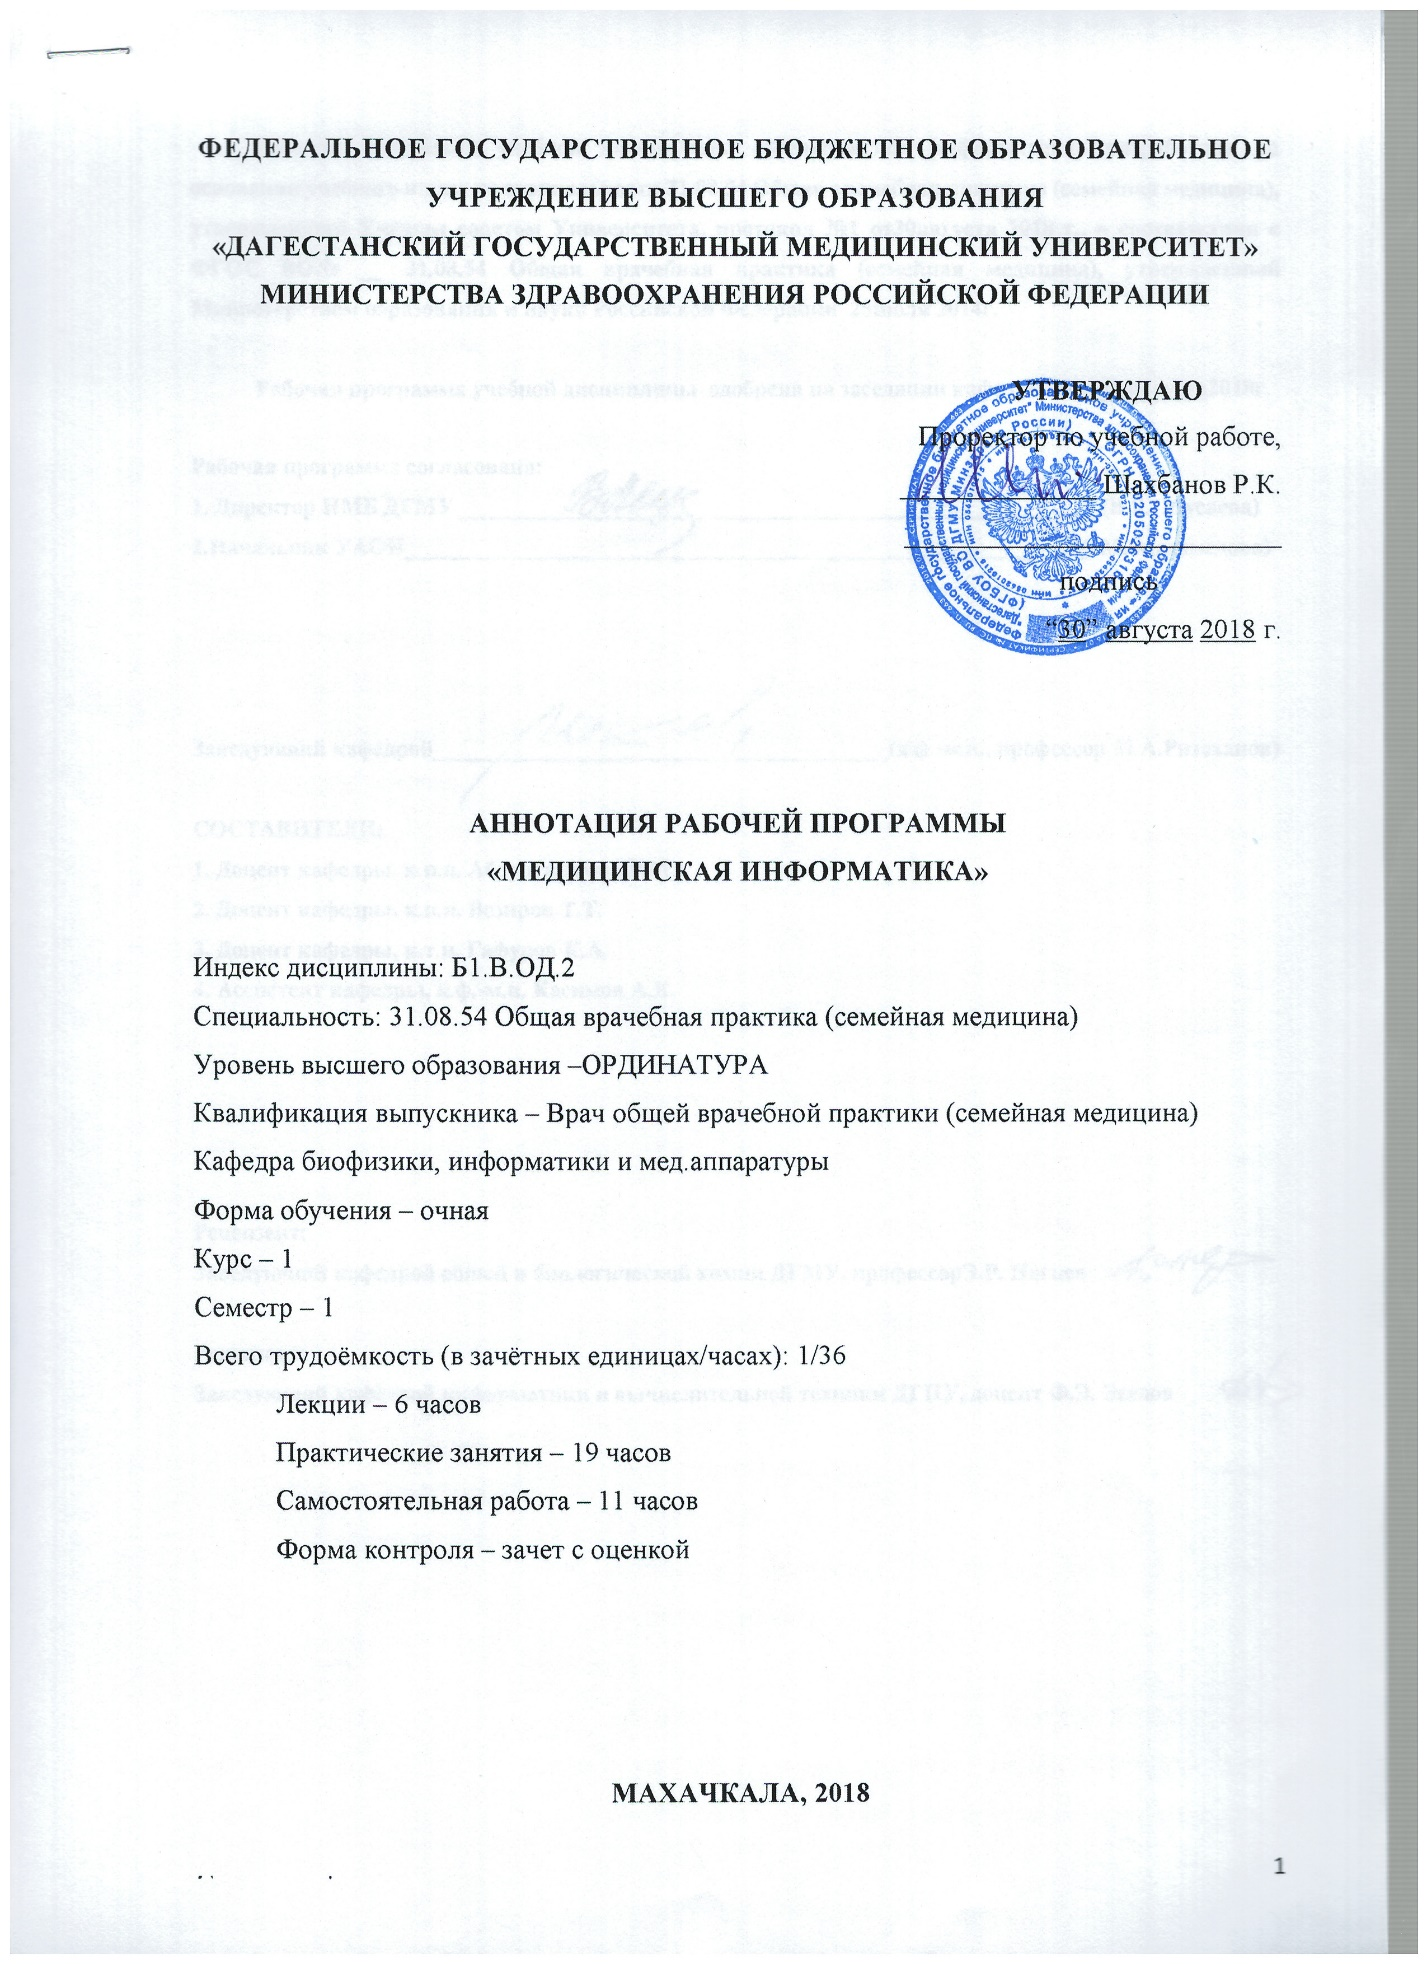 ФЕДЕРАЛЬНОЕ ГОСУДАРСТВЕННОЕ БЮДЖЕТНОЕ ОБРАЗОВАТЕЛЬНОЕ
УЧРЕЖДЕНИЕ ВЫСШЕГО ОБРАЗОВАНИЯ
«ДАГЕСТАНСКИЙ ГОСУДАРСТВЕННЫЙ МЕДИЦИНСКИЙ УНИВЕРСИТЕТ»
МИНИСТЕРСТВА ЗДРАВООХРАНЕНИЯ РОССИЙСКОЙ ФЕДЕРАЦИИ
УТВЕРЖДАЮ
Проректор по учебной работе,
Шахбанов Р.К.
подпись
“30” августа 2018 г.
АННОТАЦИЯ РАБОЧЕЙ ПРОГРАММЫ
«МЕДИЦИНСКАЯ ИНФОРМАТИКА»
Индекс дисциплины: Б1.В.ОД.2
Специальность: 31.08.54 Общая врачебная практика (семейная медицина)
Уровень высшего образования –ОРДИНАТУРА
Квалификация выпускника – Врач общей врачебной практики (семейная медицина)
Кафедра биофизики, информатики и мед.аппаратуры
Форма обучения – очная
Курс – 1
Семестр – 1
Всего трудоёмкость (в зачётных единицах/часах): 1/36
Лекции – 6 часов
Практические занятия – 19 часов
Самостоятельная работа – 11 часов
Форма контроля – зачет с оценкой
МАХАЧКАЛА, 2018
1